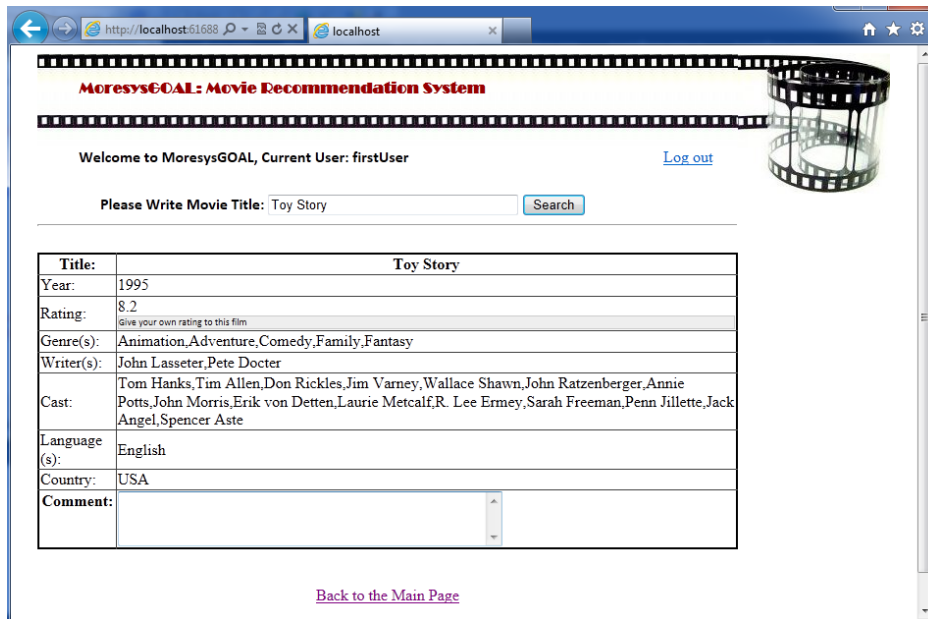 http://localhost:61688
localhost
MoresysGOAL: Movie Recommendation System
Welcome to MoresysGOAL, Current User: firstUser
Log out
Please Write Movie Title: Toy Story Search
Title: Toy Story
Year: 1995
Rating: 8.2
Give your own rating to this film
Genre(s): Animation,Adventure,Comedy,Family,Fantasy
Writer(s): John Lasseter,Pete Docter
Cast: Tom Hanks,Tim Allen,Don Rickles,Jim Varney,Wallace Shawn,John Ratzenberger,Annie
Potts,John Morris,Erik von Detten,Laurie Metcalf,R. Lee Ermey,Sarah Freeman,Penn Jillette,Jack
Angel,Spencer Aste
Language
(s): English
Country: USA
Comment:
Back to the Main Page